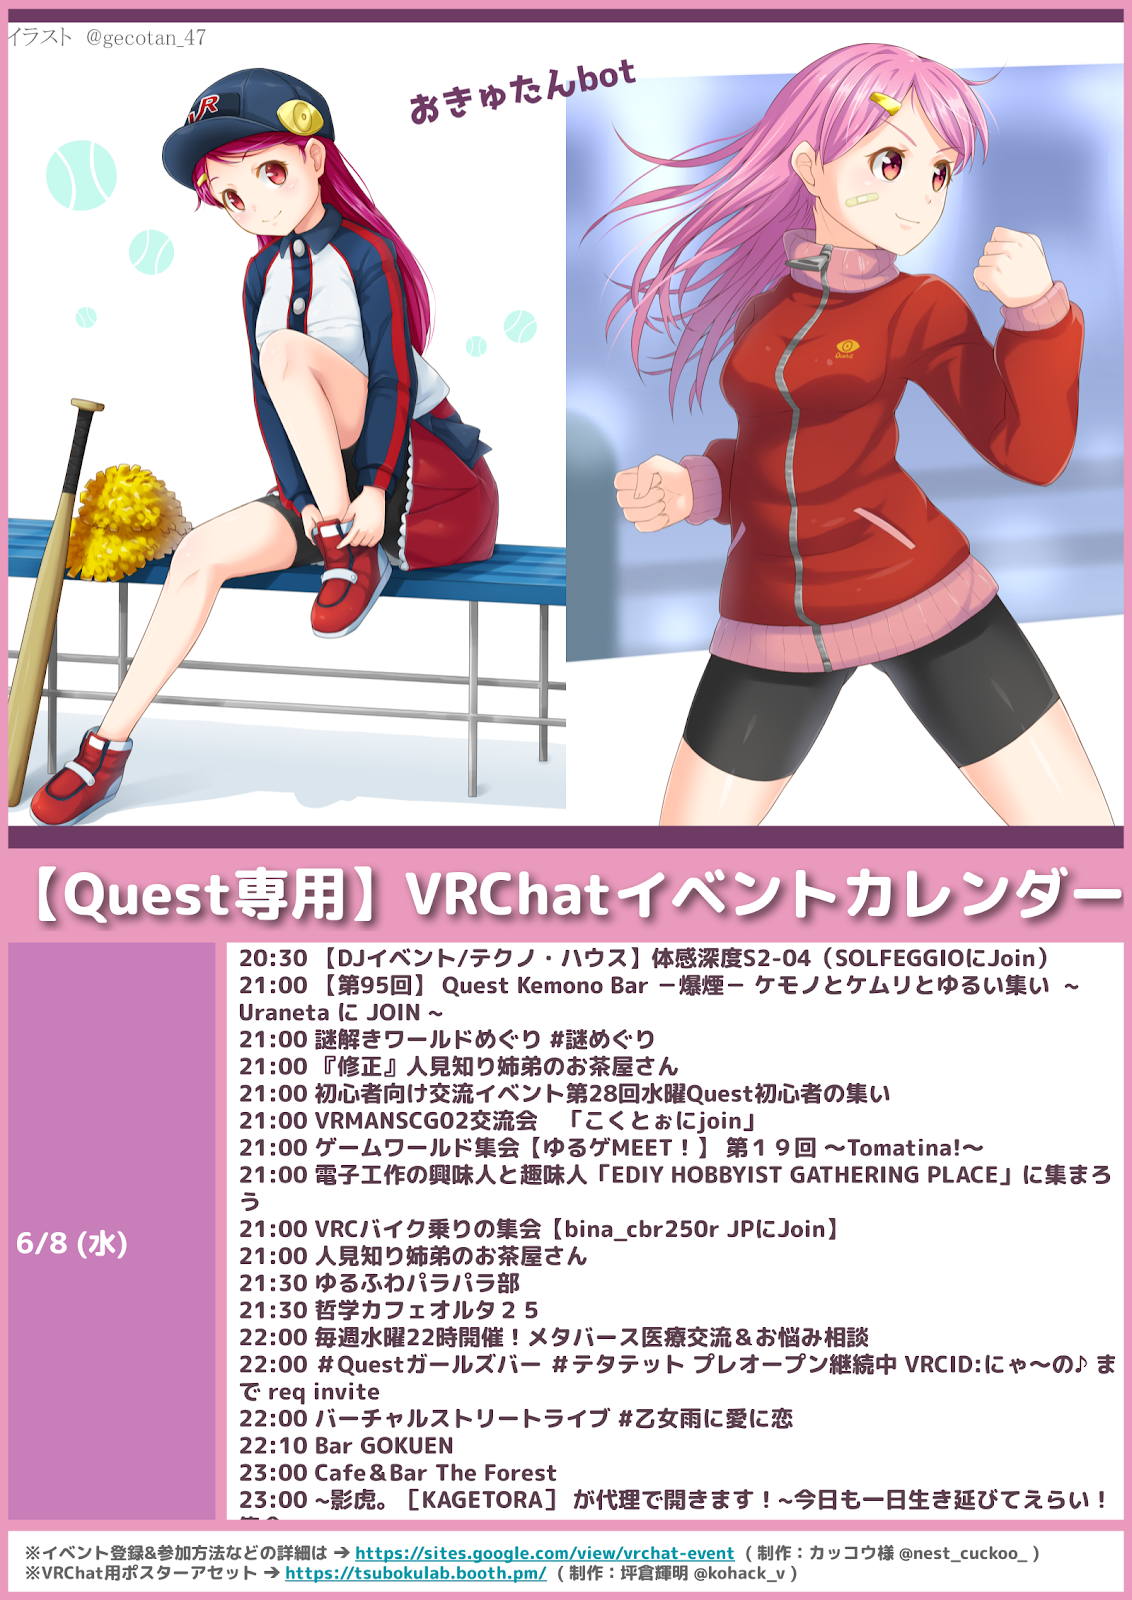 イラスト @gecotan_47
おきゅたんbot
VR
Quest
【Quest専用】VRChatイベントカレンダー
6/8 (水)
20:30 【DJイベント/テクノ・ハウス】体感深度S2-04（SOLFEGGIOにJoin）
21:00 【第95回】 Quest Kemono Bar －爆煙－ ケモノとケムリとゆるい集い ～
Uraneta に JOIN ~
21:00 謎解きワールドめぐり #謎めぐり
21:00 『修正』人見知り姉弟のお茶屋さん
21:00 初心者向け交流イベント第28回水曜Quest初心者の集い
21:00 VRMANSCG02交流会　「こくとぉにjoin」
21:00 ゲームワールド集会【ゆるゲMEET！】 第１９回 〜Tomatina!〜
21:00 電子工作の興味人と趣味人「EDIY HOBBYIST GATHERING PLACE」に集まろ
う
21:00 VRCバイク乗りの集会【bina_cbr250r JPにJoin】
21:00 人見知り姉弟のお茶屋さん
21:30 ゆるふわパラパラ部
21:30 哲学カフェオルタ２５
22:00 毎週水曜22時開催！メタバース医療交流＆お悩み相談
22:00 ＃Questガールズバー ＃テタテット プレオープン継続中 VRCID:にゃ〜の♪ ま
で req invite
22:00 バーチャルストリートライブ #乙女雨に愛に恋
22:10 Bar GOKUEN
23:00 Cafe＆Bar The Forest
23:00 ~影虎。［KAGETORA］ が代理で開きます！~今日も一日生き延びてえらい！
※イベント登録&参加方法などの詳細は ➔ https://sites.google.com/view/vrchat-event ( 制作：カッコウ様 @nest_cuckoo_ )
※VRChat用ポスターアセット ➔ https://tsubokulab.booth.pm/ ( 制作：坪倉輝明 @kohack_v )